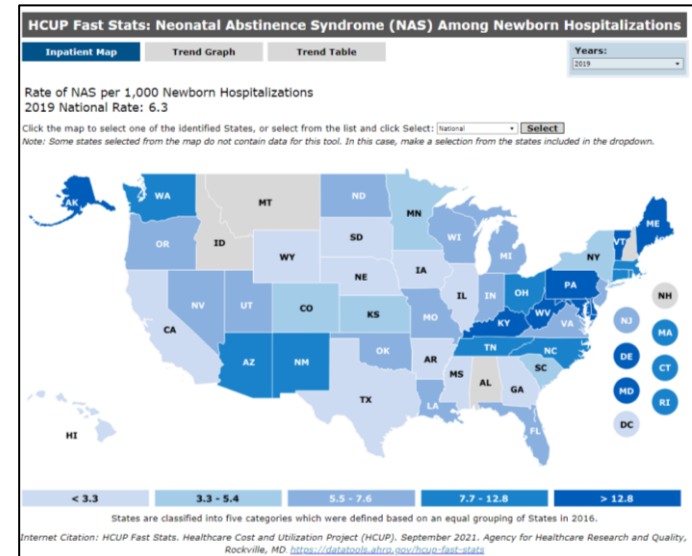 HCUP Fast Stats: Neonatal Abstinence Syndrome (NAS) Among Newborn Hospitalizations
Inpatient Map Trend Graph Trend Table Years:
2019
Rate of NAS per 1,000 Newborn Hospitalizations
2019 National Rate: 6.3
Click the map to select one of the identified States, or select from the list and click Select: National Select
Note: Some states selected from the map do not contain data for this tool. In this case, make a selection from the states included in the dropdown.
AK WA MT ND MN ME
OR ID SD WI VT
WY MI NY
NE IA PA NH
NV UT IL IN OH NJ
CO KS MO WV VA MA
CA KY DE
AZ NM OK TN NC CT
AR SC MD RI
MS AL GA
TX LA DC
HI FL
< 3.3 3.3 - 5.4 5.5 - 7.6 7.7 - 12.8 > 12.8
States are classified into five categories which were defined based on an equal grouping of States in 2016.
Internet Citation: HCUP Fast Stats. Healthcare Cost and Utilization Project (HCUP). September 2021. Agency for Healthcare Research and Quality,
Rockville, MD. https://datatools.ahrq.gov/hcup-fast-stats